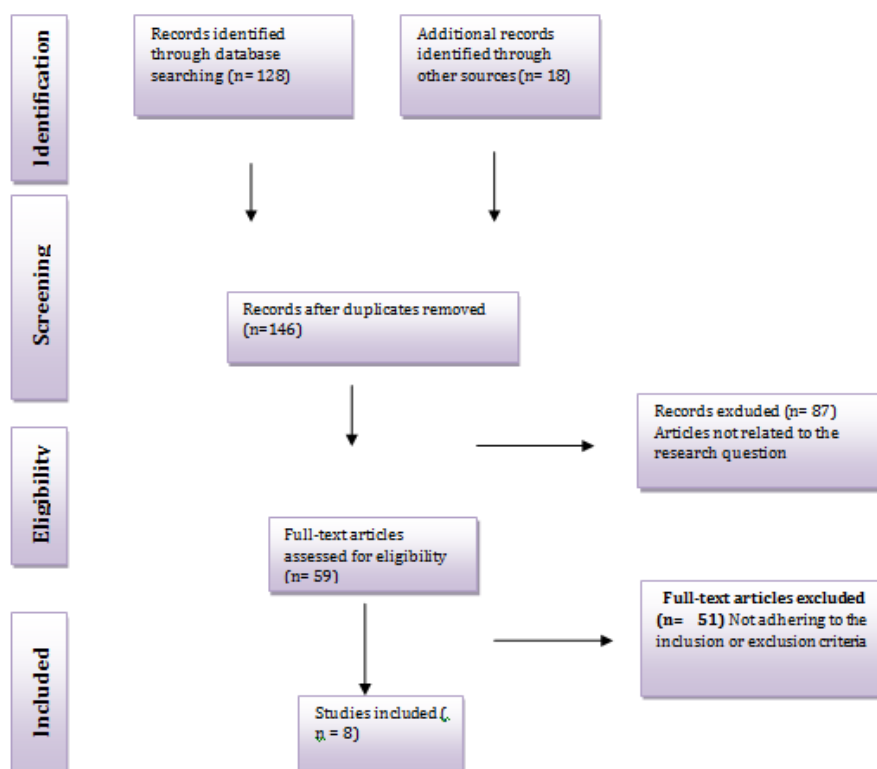 Identification
Records identified
through database
searching (n= 128)
Additional records
identified through
other sources (n= 18)
Screening
Records after duplicates removed
(n=146)
Records excluded (n= 87)
Articles not related to the
research question
Eligibility
Full-text articles
assessed for eligibility
(n= 59)
Full-text articles excluded
(n= 51) Not adhering to the
inclusion or exclusion criteria
Included
Studies included (
n = 8)